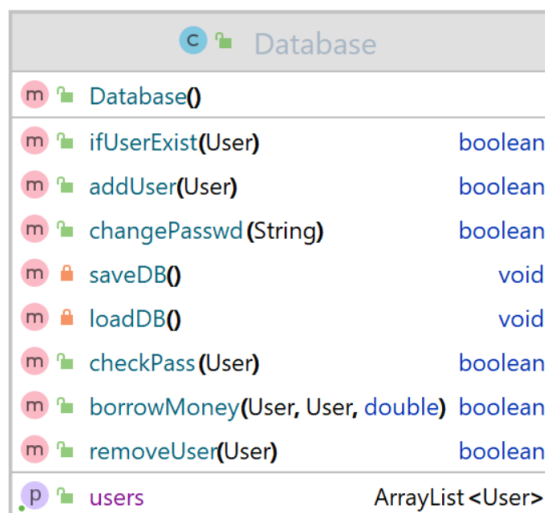 C Database
m Database()
m ifUserExist(User) boolean
m addUser(User) boolean
m changePasswd(String) boolean
m saveDB() void
m loadDB() void
m checkPass(User) boolean
m borrowMoney(User, User, double) boolean
m removeUser(User) boolean
p users ArrayList<User>